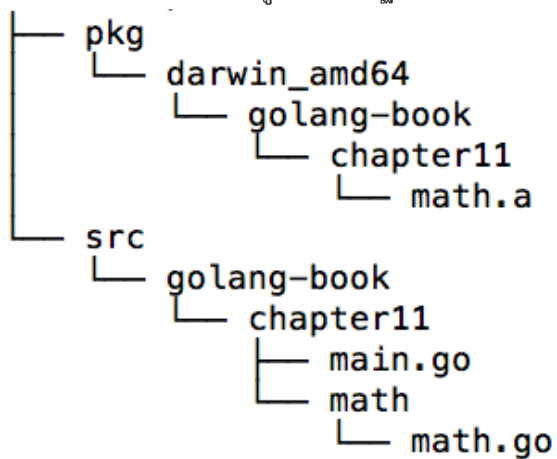 ├── pkg
│   └── darwin_amd64
│       └── golang-book
│           └── chapter11
│               └── math.a
└── src
    └── golang-book
        └── chapter11
            ├── main.go
            └── math
                └── math.go